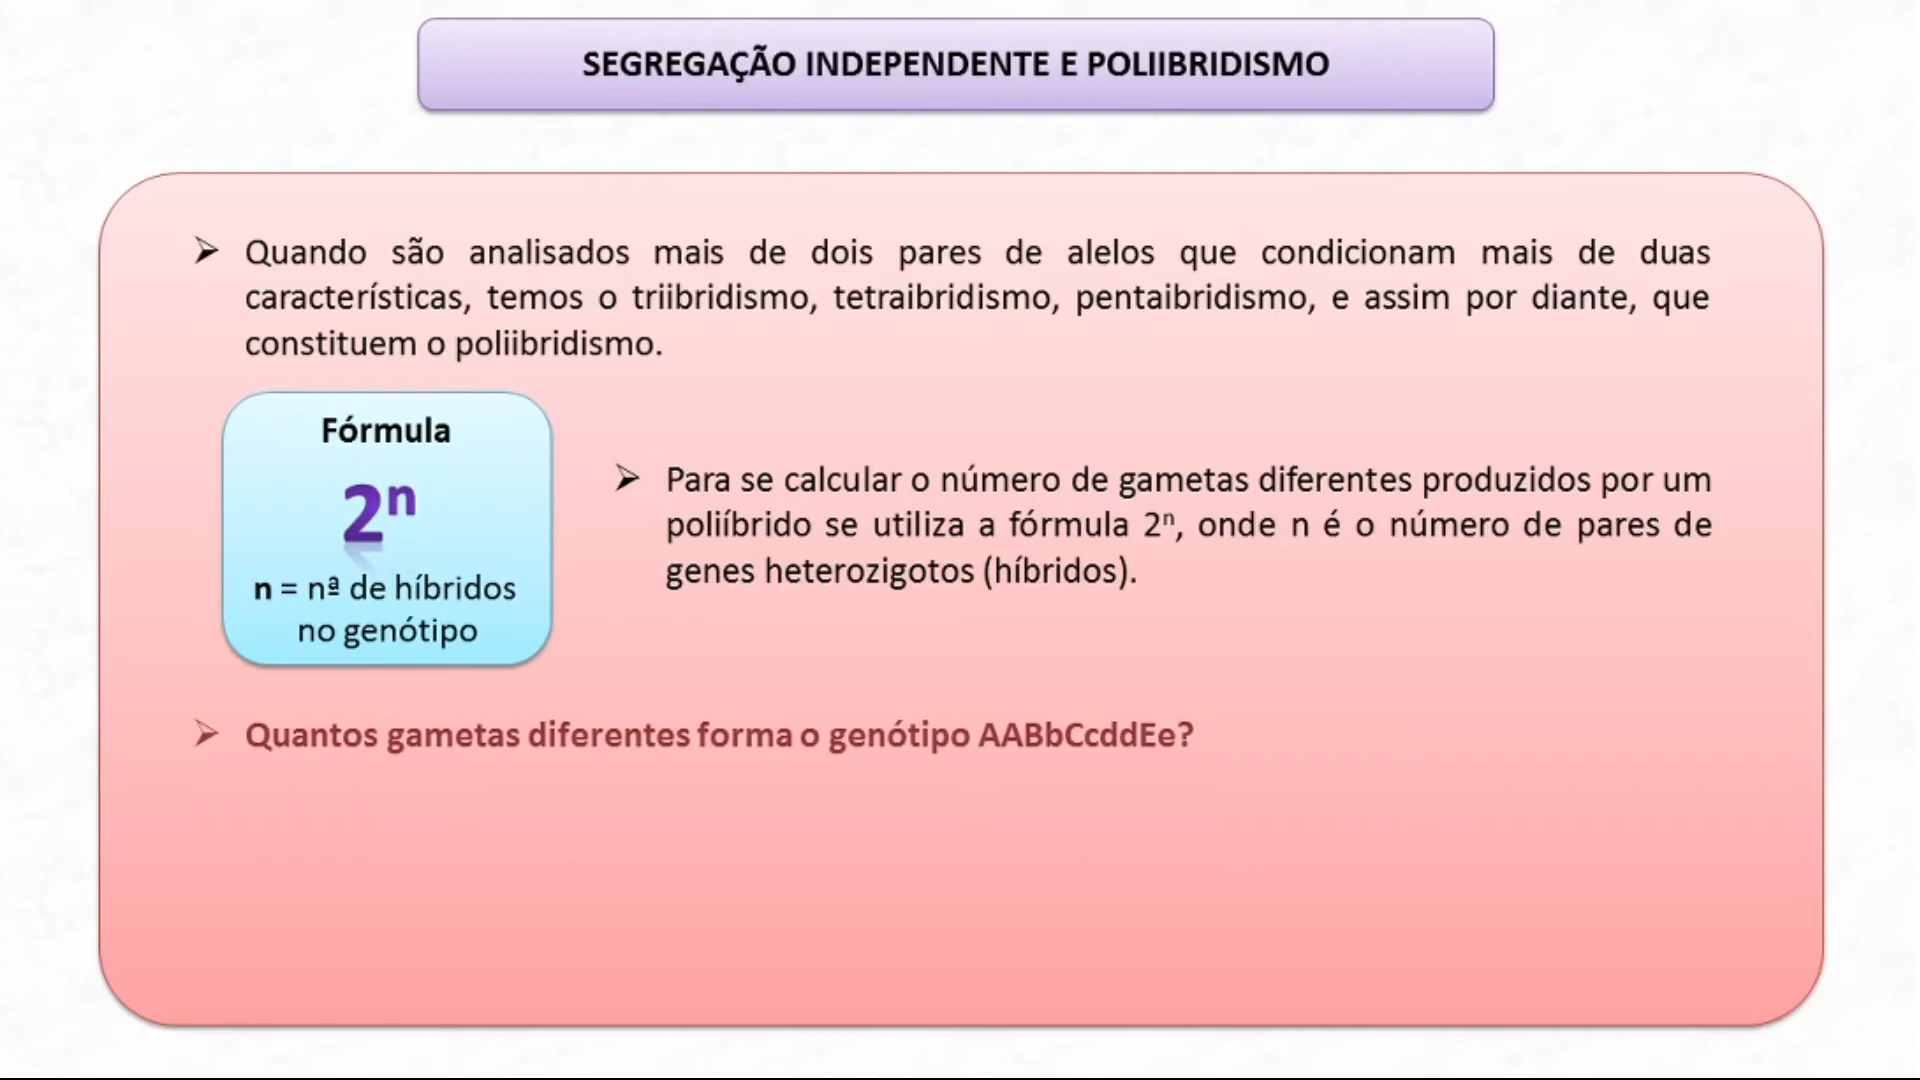 SEGREGAÇÃO INDEPENDENTE E POLIIBRIDISMO
➢ Quando são analisados mais de dois pares de alelos que condicionam mais de duas
características, temos o triibridismo, tetraibridismo, pentaibridismo, e assim por diante, que
constituem o poliibridismo.
Fórmula
2ⁿ
n = nª de híbridos
no genótipo
➢ Para se calcular o número de gametas diferentes produzidos por um
poliíbrido se utiliza a fórmula 2ⁿ, onde n é o número de pares de
genes heterozigotos (híbridos).
➢ Quantos gametas diferentes forma o genótipo AABbCcddEe?